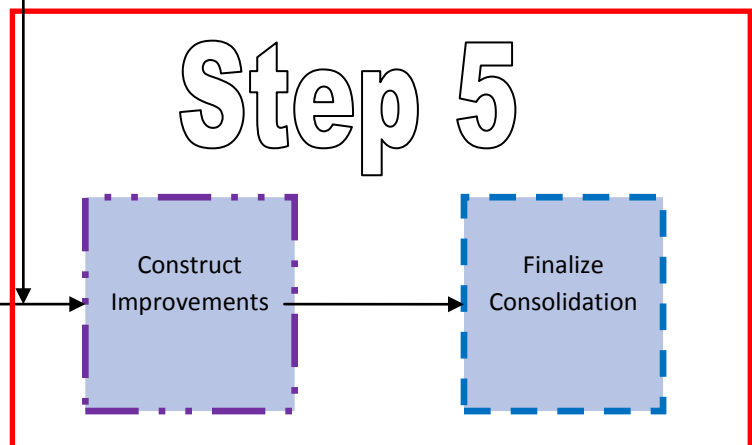 Step 5
Construct
Improvements
Finalize
Consolidation